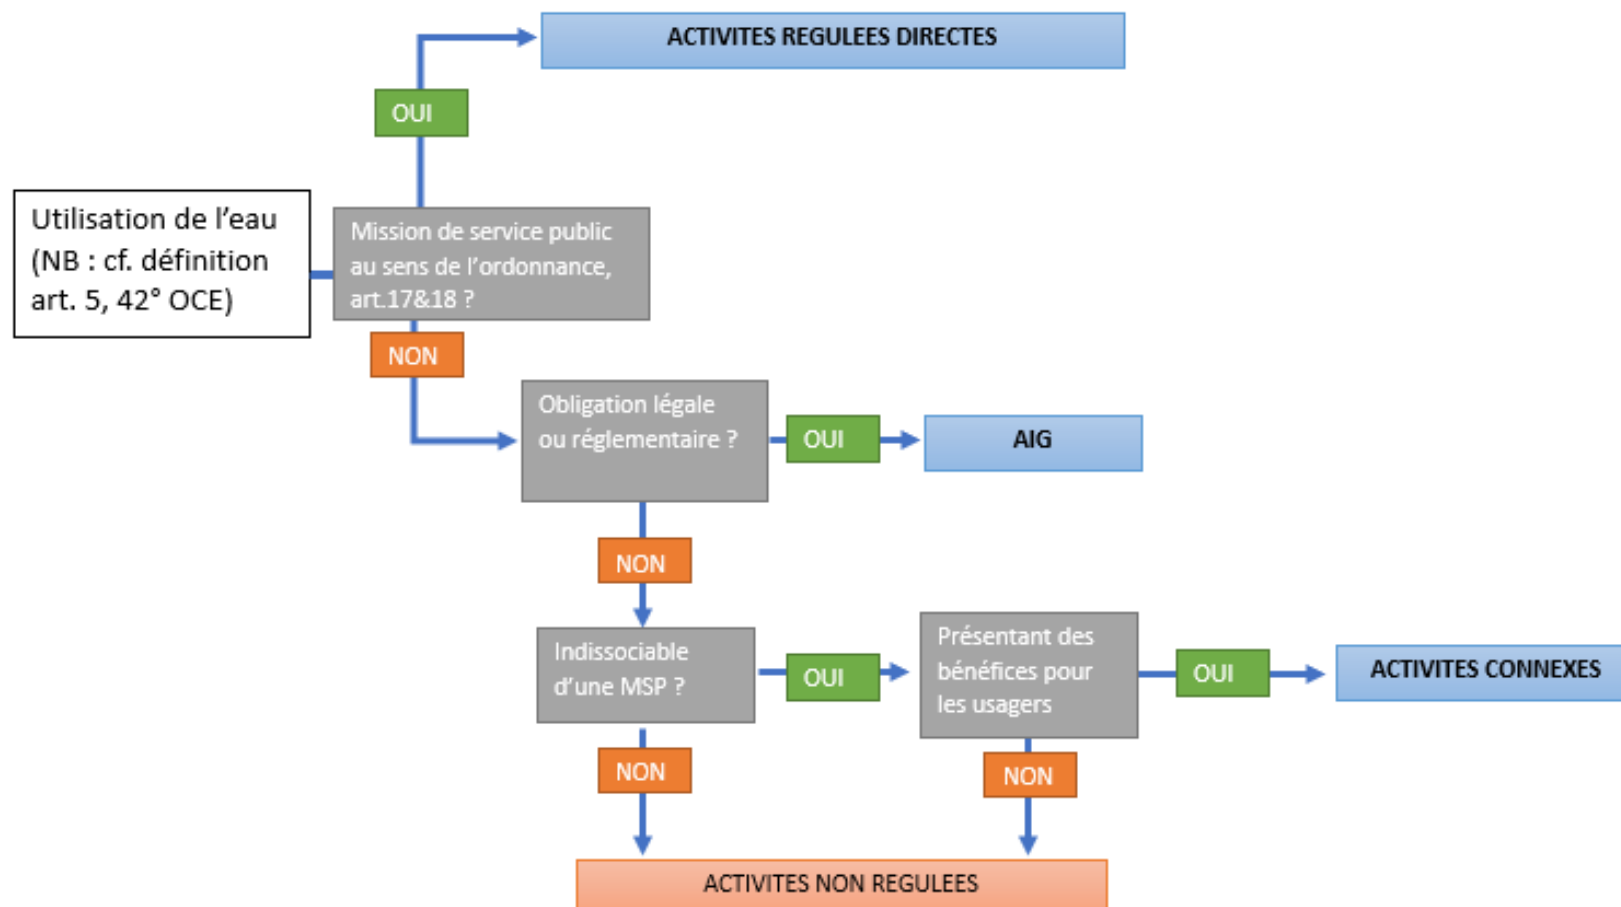 ACTIVITES REGULEES DIRECTES
OUI
Utilisation de l’eau
(NB : cf. définition
art. 5, 42° OCE)
Mission de service public
au sens de l’ordonnance,
art.17&18 ?
NON
Obligation légale
ou réglementaire ?
OUI
AIG
NON
Indissociable
d’une MSP ?
OUI
Présentant des
bénéfices pour
les usagers
OUI
ACTIVITES CONNEXES
NON
NON
ACTIVITES NON REGULEES